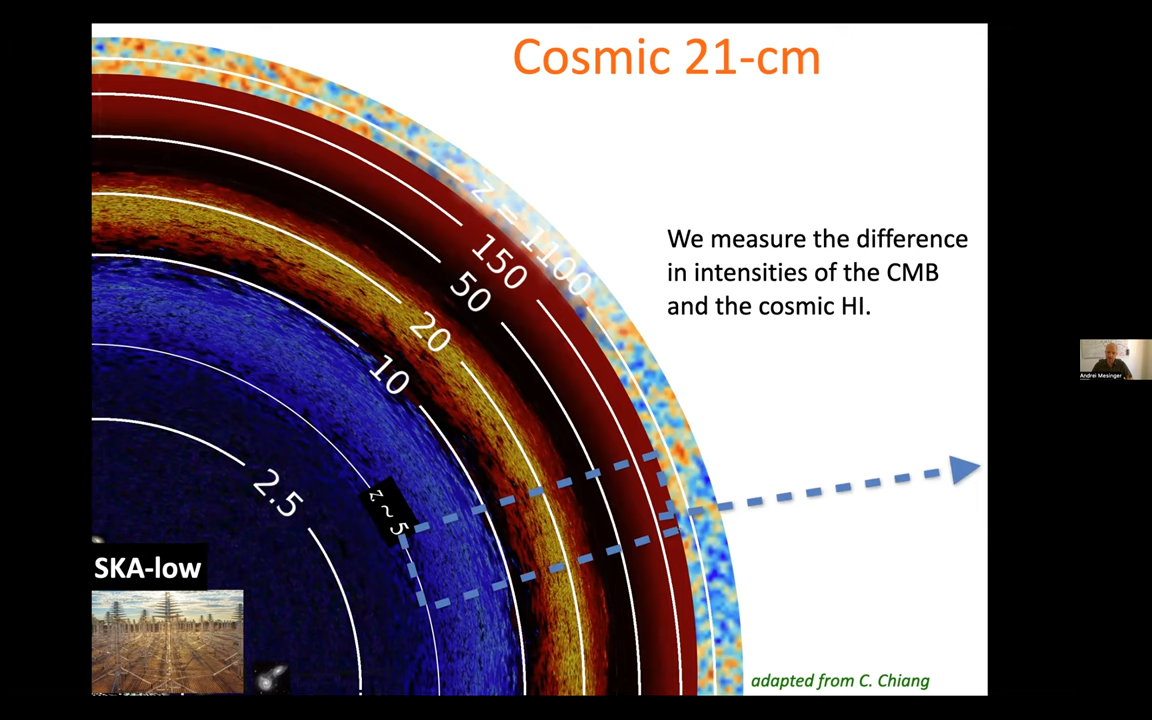 Cosmic 21-cm
z = 1100
150
50
20
10
z ~ 5
2.5
We measure the difference
in intensities of the CMB
and the cosmic HI.
Andrei Mesinger
SKA-low
adapted from C. Chiang